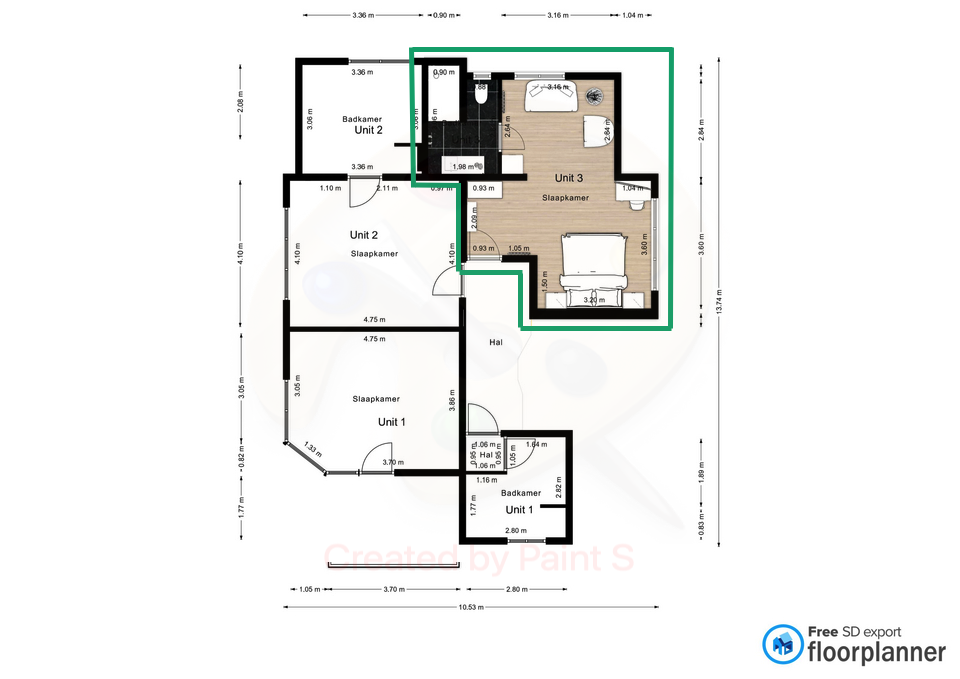 3.36 m
0.90 m
3.16 m
1.04 m
3.36 m
0.90 m
3.16 m
2.08 m
3.06 m
Badkamer
Unit 2
3.06 m
2.64 m
2.84 m
2.84 m
3.36 m
1.98 m
Unit 3
Slaapkamer
1.10 m
2.11 m
0.97 m
0.93 m
1.04 m
2.09 m
4.10 m
4.10 m
Unit 2
Slaapkamer
4.10 m
0.93 m
1.05 m
3.60 m
3.60 m
1.50 m
3.20 m
13.74 m
4.75 m
4.75 m
Hal
3.05 m
3.05 m
Slaapkamer
3.86 m
Unit 1
1.33 m
3.70 m
0.82 m
1.06 m
1.64 m
0.95 m
Hal
0.95 m
1.05 m
1.06 m
1.16 m
1.89 m
1.77 m
1.77 m
Badkamer
2.82 m
Unit 1
0.83 m
2.80 m
Created by Paint S
1.05 m
3.70 m
2.80 m
10.53 m
Free SD export
floorplanner